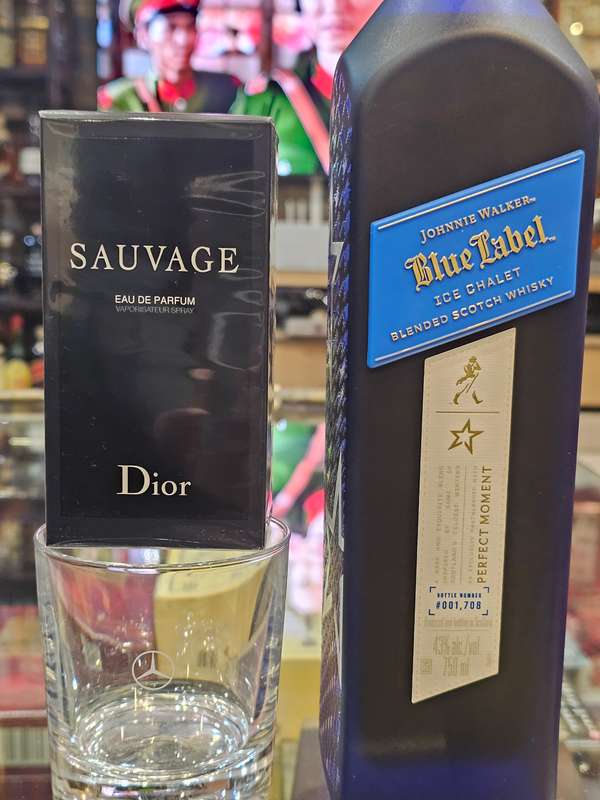 SAUVAGE
EAU DE PARFUM
VAPORISATEUR SPRAY
Dior
JOHNNIE WALKER
Blue Label
ICE CHALET
BLENDED SCOTCH WHISKY
PERFECT MOMENT
BOTTLE NUMBER
#001,708
43% alc./vol.
750 ml